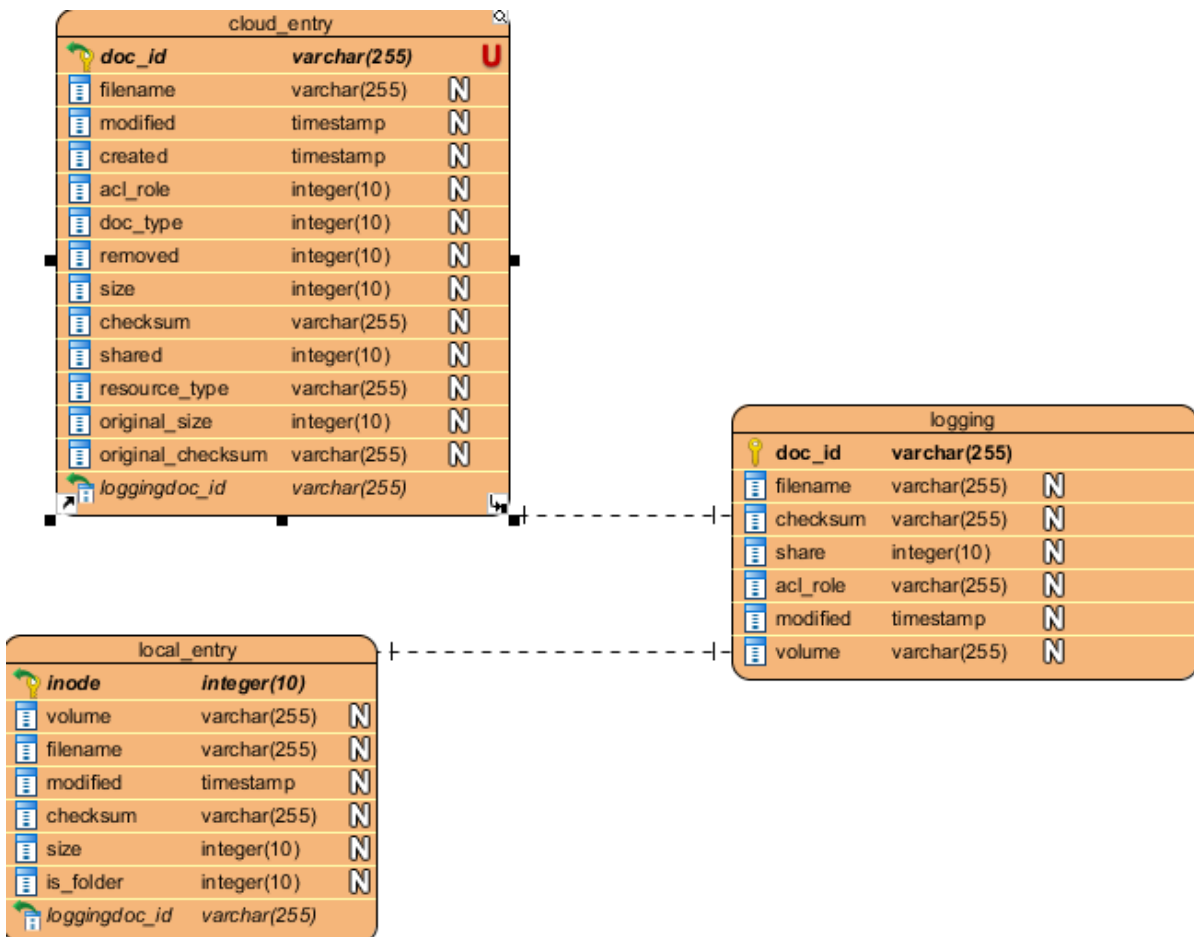 cloud_entry
doc_id varchar(255) U
filename varchar(255) N
modified timestamp N
created timestamp N
acl_role integer(10) N
doc_type integer(10) N
removed integer(10) N
size integer(10) N
checksum varchar(255) N
shared integer(10) N
resource_type varchar(255) N
original_size integer(10) N
original_checksum varchar(255) N
loggingdoc_id varchar(255)
logging
doc_id varchar(255)
filename varchar(255) N
checksum varchar(255) N
share integer(10) N
acl_role varchar(255) N
modified timestamp N
volume varchar(255) N
local_entry
inode integer(10)
volume varchar(255) N
filename varchar(255) N
modified timestamp N
checksum varchar(255) N
size integer(10) N
is_folder integer(10) N
loggingdoc_id varchar(255)